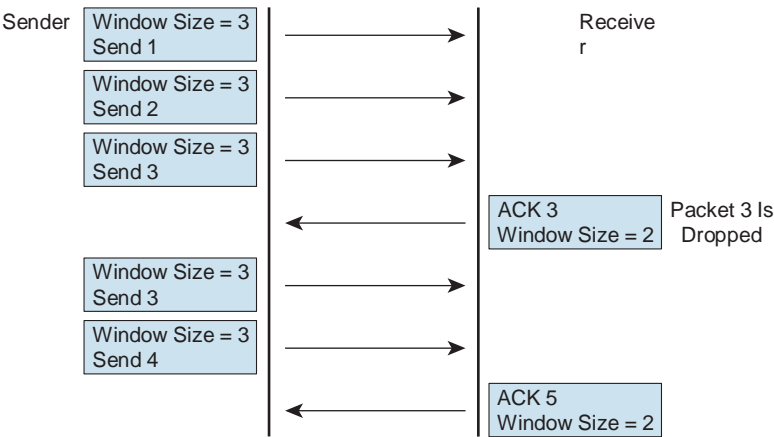 Sender
Window Size = 3
Send 1
Receive
r
Window Size = 3
Send 2
Window Size = 3
Send 3
ACK 3
Window Size = 2
Packet 3 Is
Dropped
Window Size = 3
Send 3
Window Size = 3
Send 4
ACK 5
Window Size = 2